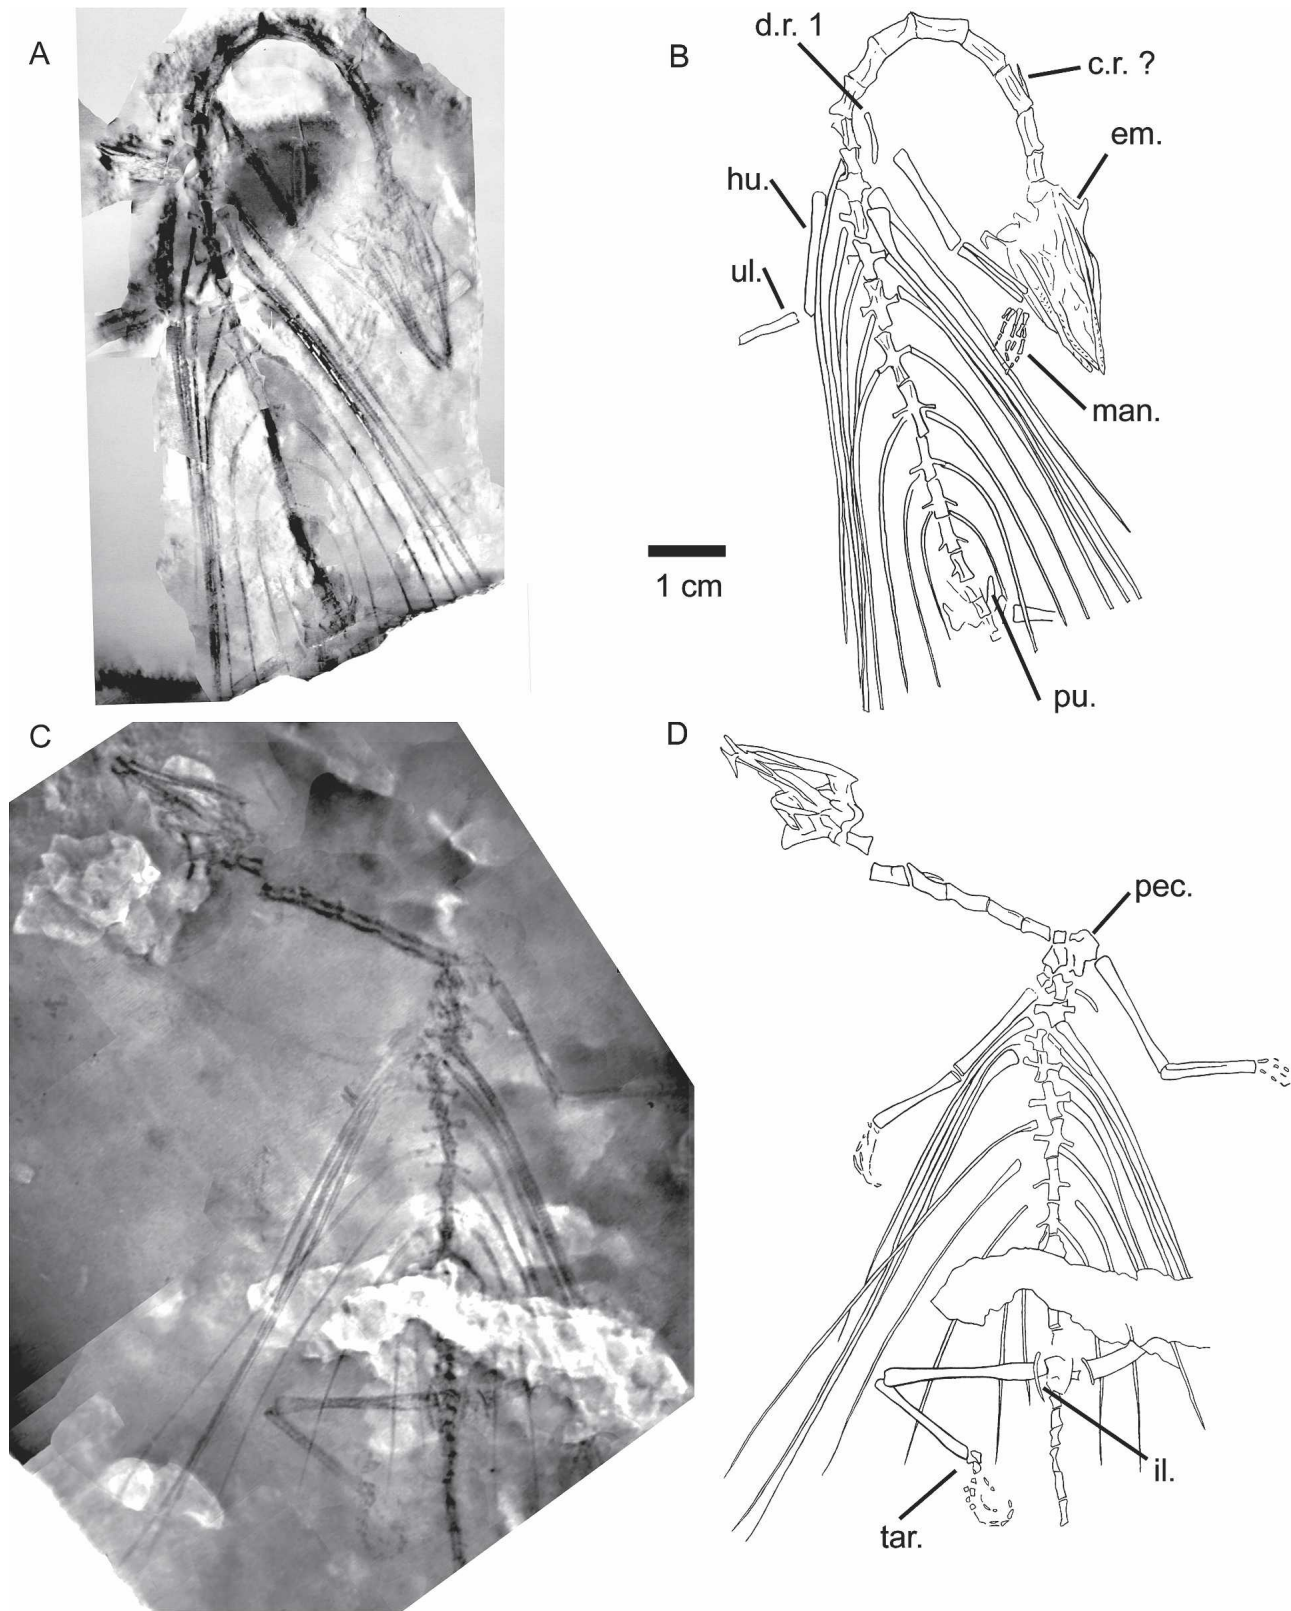 A
B
d.r. 1
c.r. ?
em.
hu.
ul.
man.
1 cm
pu.
C
D
pec.
il.
tar.